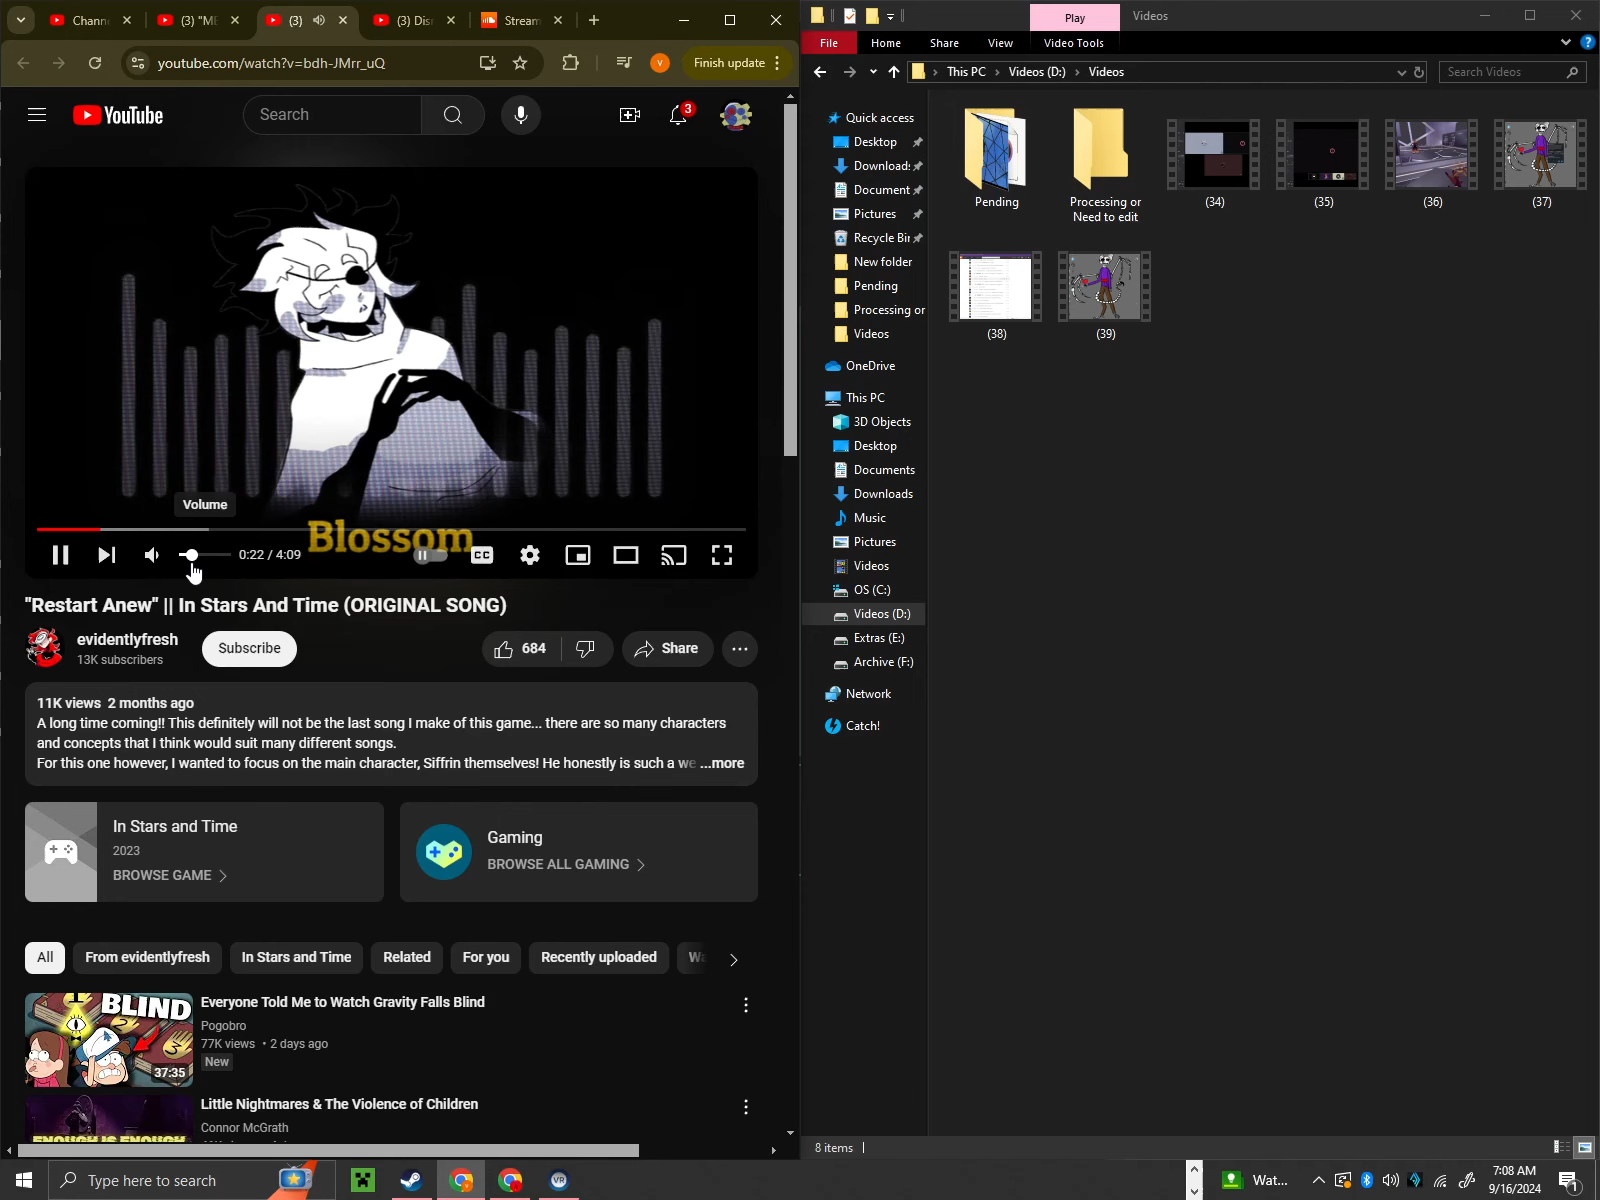 Chann
(3) "ME
(3)
(3) Dis
Stream
youtube.com/watch?v=bdh-JMrr_uQ
V
Finish update
YouTube
Search
3
Volume
Blossom
0:22 / 4:09
CC
"Restart Anew" || In Stars And Time (ORIGINAL SONG)
evidentlyfresh
13K subscribers
Subscribe
684
Share
11K views 2 months ago
A long time coming!! This definitely will not be the last song I make of this game... there are so many characters
and concepts that I think would suit many different songs.
For this one however, I wanted to focus on the main character, Siffrin themselves! He honestly is such a we ...more
In Stars and Time
2023
BROWSE GAME
Gaming
BROWSE ALL GAMING
All
From evidentlyfresh
In Stars and Time
Related
For you
Recently uploaded
BLIND
37:35
Everyone Told Me to Watch Gravity Falls Blind
Pogobro
77K views • 2 days ago
New
ENOUGH IS ENOUGH
Little Nightmares & The Violence of Children
Connor McGrath
Play
Videos
File
Home
Share
View
Video Tools
This PC
Videos (D:)
Videos
Search Videos
Quick access
Desktop
Download:
Document
Pictures
Recycle Bin
New folder
Pending
Processing or
Videos
OneDrive
This PC
3D Objects
Desktop
Documents
Downloads
Music
Pictures
Videos
OS (C:)
Videos (D:)
Extras (E:)
Archive (F:)
Network
Catch!
Pending
Processing or
Need to edit
(34)
(35)
(36)
(37)
(38)
(39)
8 items
Type here to search
VR
Wat...
7:08 AM
9/16/2024
1